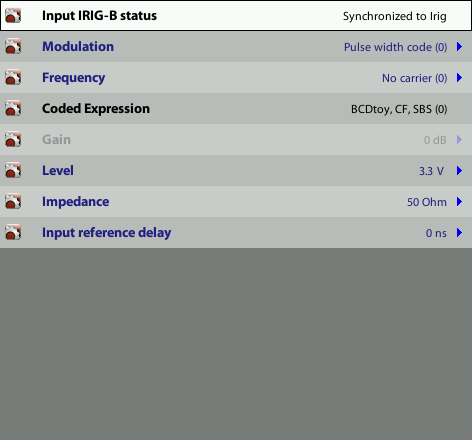 Input IRIG-B status Synchronized to Irig
Modulation Pulse width code (0)
Frequency No carrier (0)
Coded Expression BCDtoy, CF, SBS (0)
Gain 0 dB
Level 3.3 V
Impedance 50 Ohm
Input reference delay 0 ns